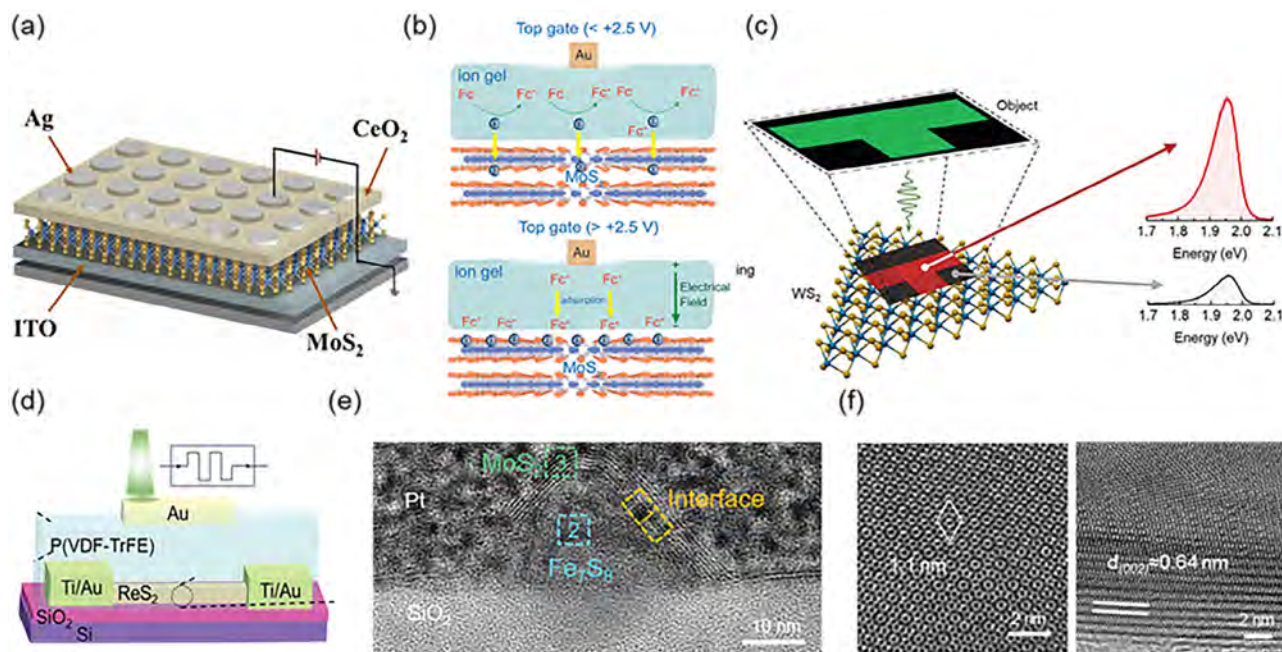 (a)
Ag
CeO₂
ITO
MoS₂
(b)
Top gate (< +2.5 V)
Au
ion gel
Fc Fc⁺ Fc Fc⁺ Fc Fc⁺
Fc⁺
MoS
Top gate (> +2.5 V)
Au
ion gel
Fc⁺ Fc⁺
adsorption
Electrical
Field
ing
Fc⁺ Fc⁺ Fc⁺ Fc⁺ Fc⁺
MoS
(c)
Object
WS₂
1.7 1.8 1.9 2.0 2.1
Energy (eV)
1.7 1.8 1.9 2.0 2.1
Energy (eV)
(d)
Au
P(VDF-TrFE)
Ti/Au
ReS₂
Ti/Au
SiO₂
Si
(e)
MoS₂
3
Pt
Interface
2
Fe₇S₈
SiO₂
10 nm
(f)
1.1 nm
2 nm
d(002)≈0.64 nm
2 nm